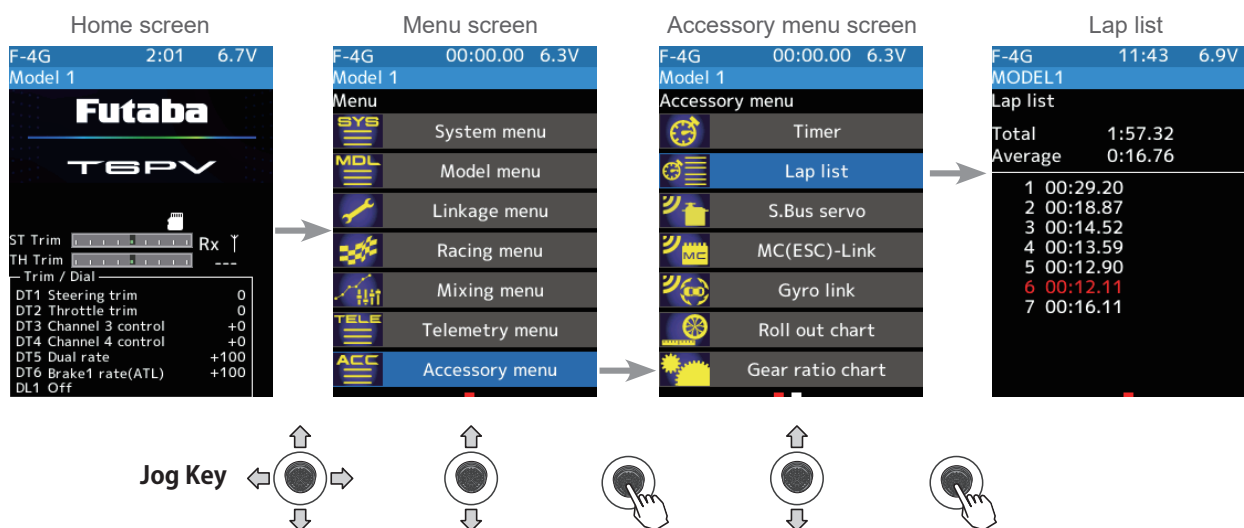 Home screen
F-4G 2:01 6.7V
Model 1
Futaba
T6PV
ST Trim Rx
TH Trim ---
Trim / Dial
DT1 Steering trim 0
DT2 Throttle trim 0
DT3 Channel 3 control +0
DT4 Channel 4 control +0
DT5 Dual rate +100
DT6 Brake1 rate(ATL) +100
DL1 Off
Menu screen
F-4G 00:00.00 6.3V
Model 1
Menu
SYS System menu
MDL Model menu
Linkage menu
Racing menu
Mixing menu
TELE Telemetry menu
ACC Accessory menu
Accessory menu screen
F-4G 00:00.00 6.3V
Model 1
Accessory menu
Timer
Lap list
S.Bus servo
MC MC(ESC)-Link
Gyro link
Roll out chart
Gear ratio chart
Lap list
F-4G 11:43 6.9V
MODEL1
Lap list
Total 1:57.32
Average 0:16.76
1 00:29.20
2 00:18.87
3 00:14.52
4 00:13.59
5 00:12.90
6 00:12.11
7 00:16.11
Jog Key